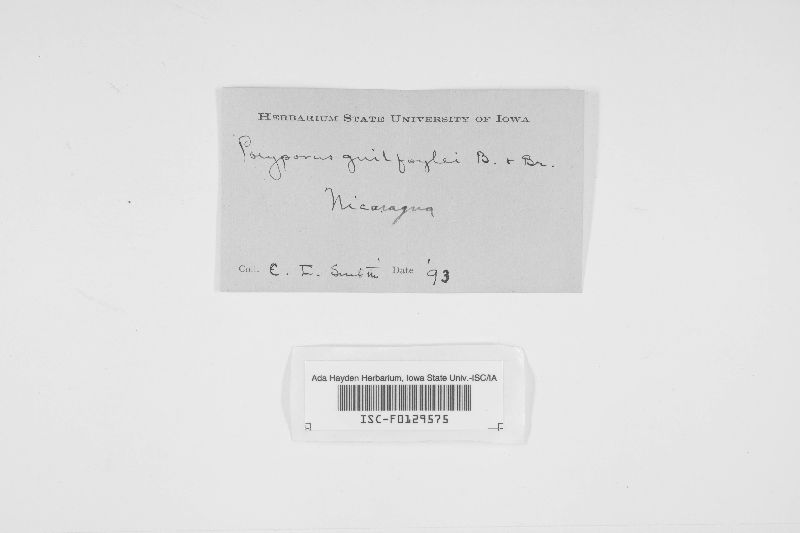 HERBARIUM STATE UNIVERSITY OF IOWA
Polyporus guilfoylei B. + Br.
Nicaragua
Col. C. L. Smith Date '93
Ada Hayden Herbarium, Iowa State Univ.-ISC/IA
ISC-F0129575